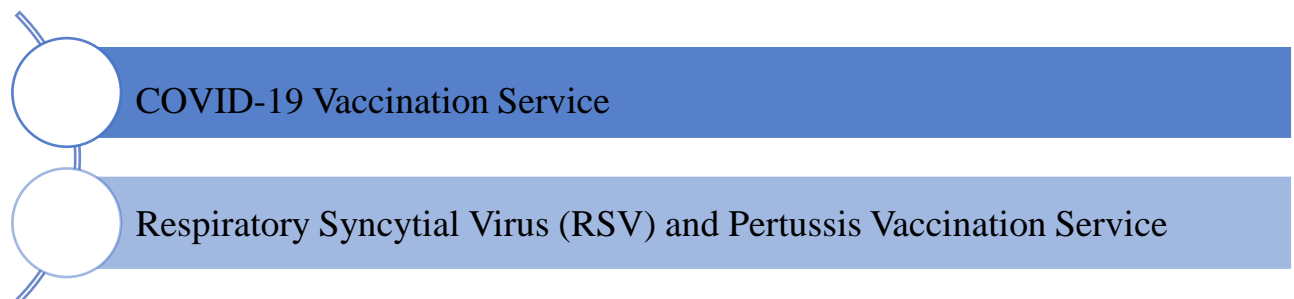 COVID-19 Vaccination Service
Respiratory Syncytial Virus (RSV) and Pertussis Vaccination Service